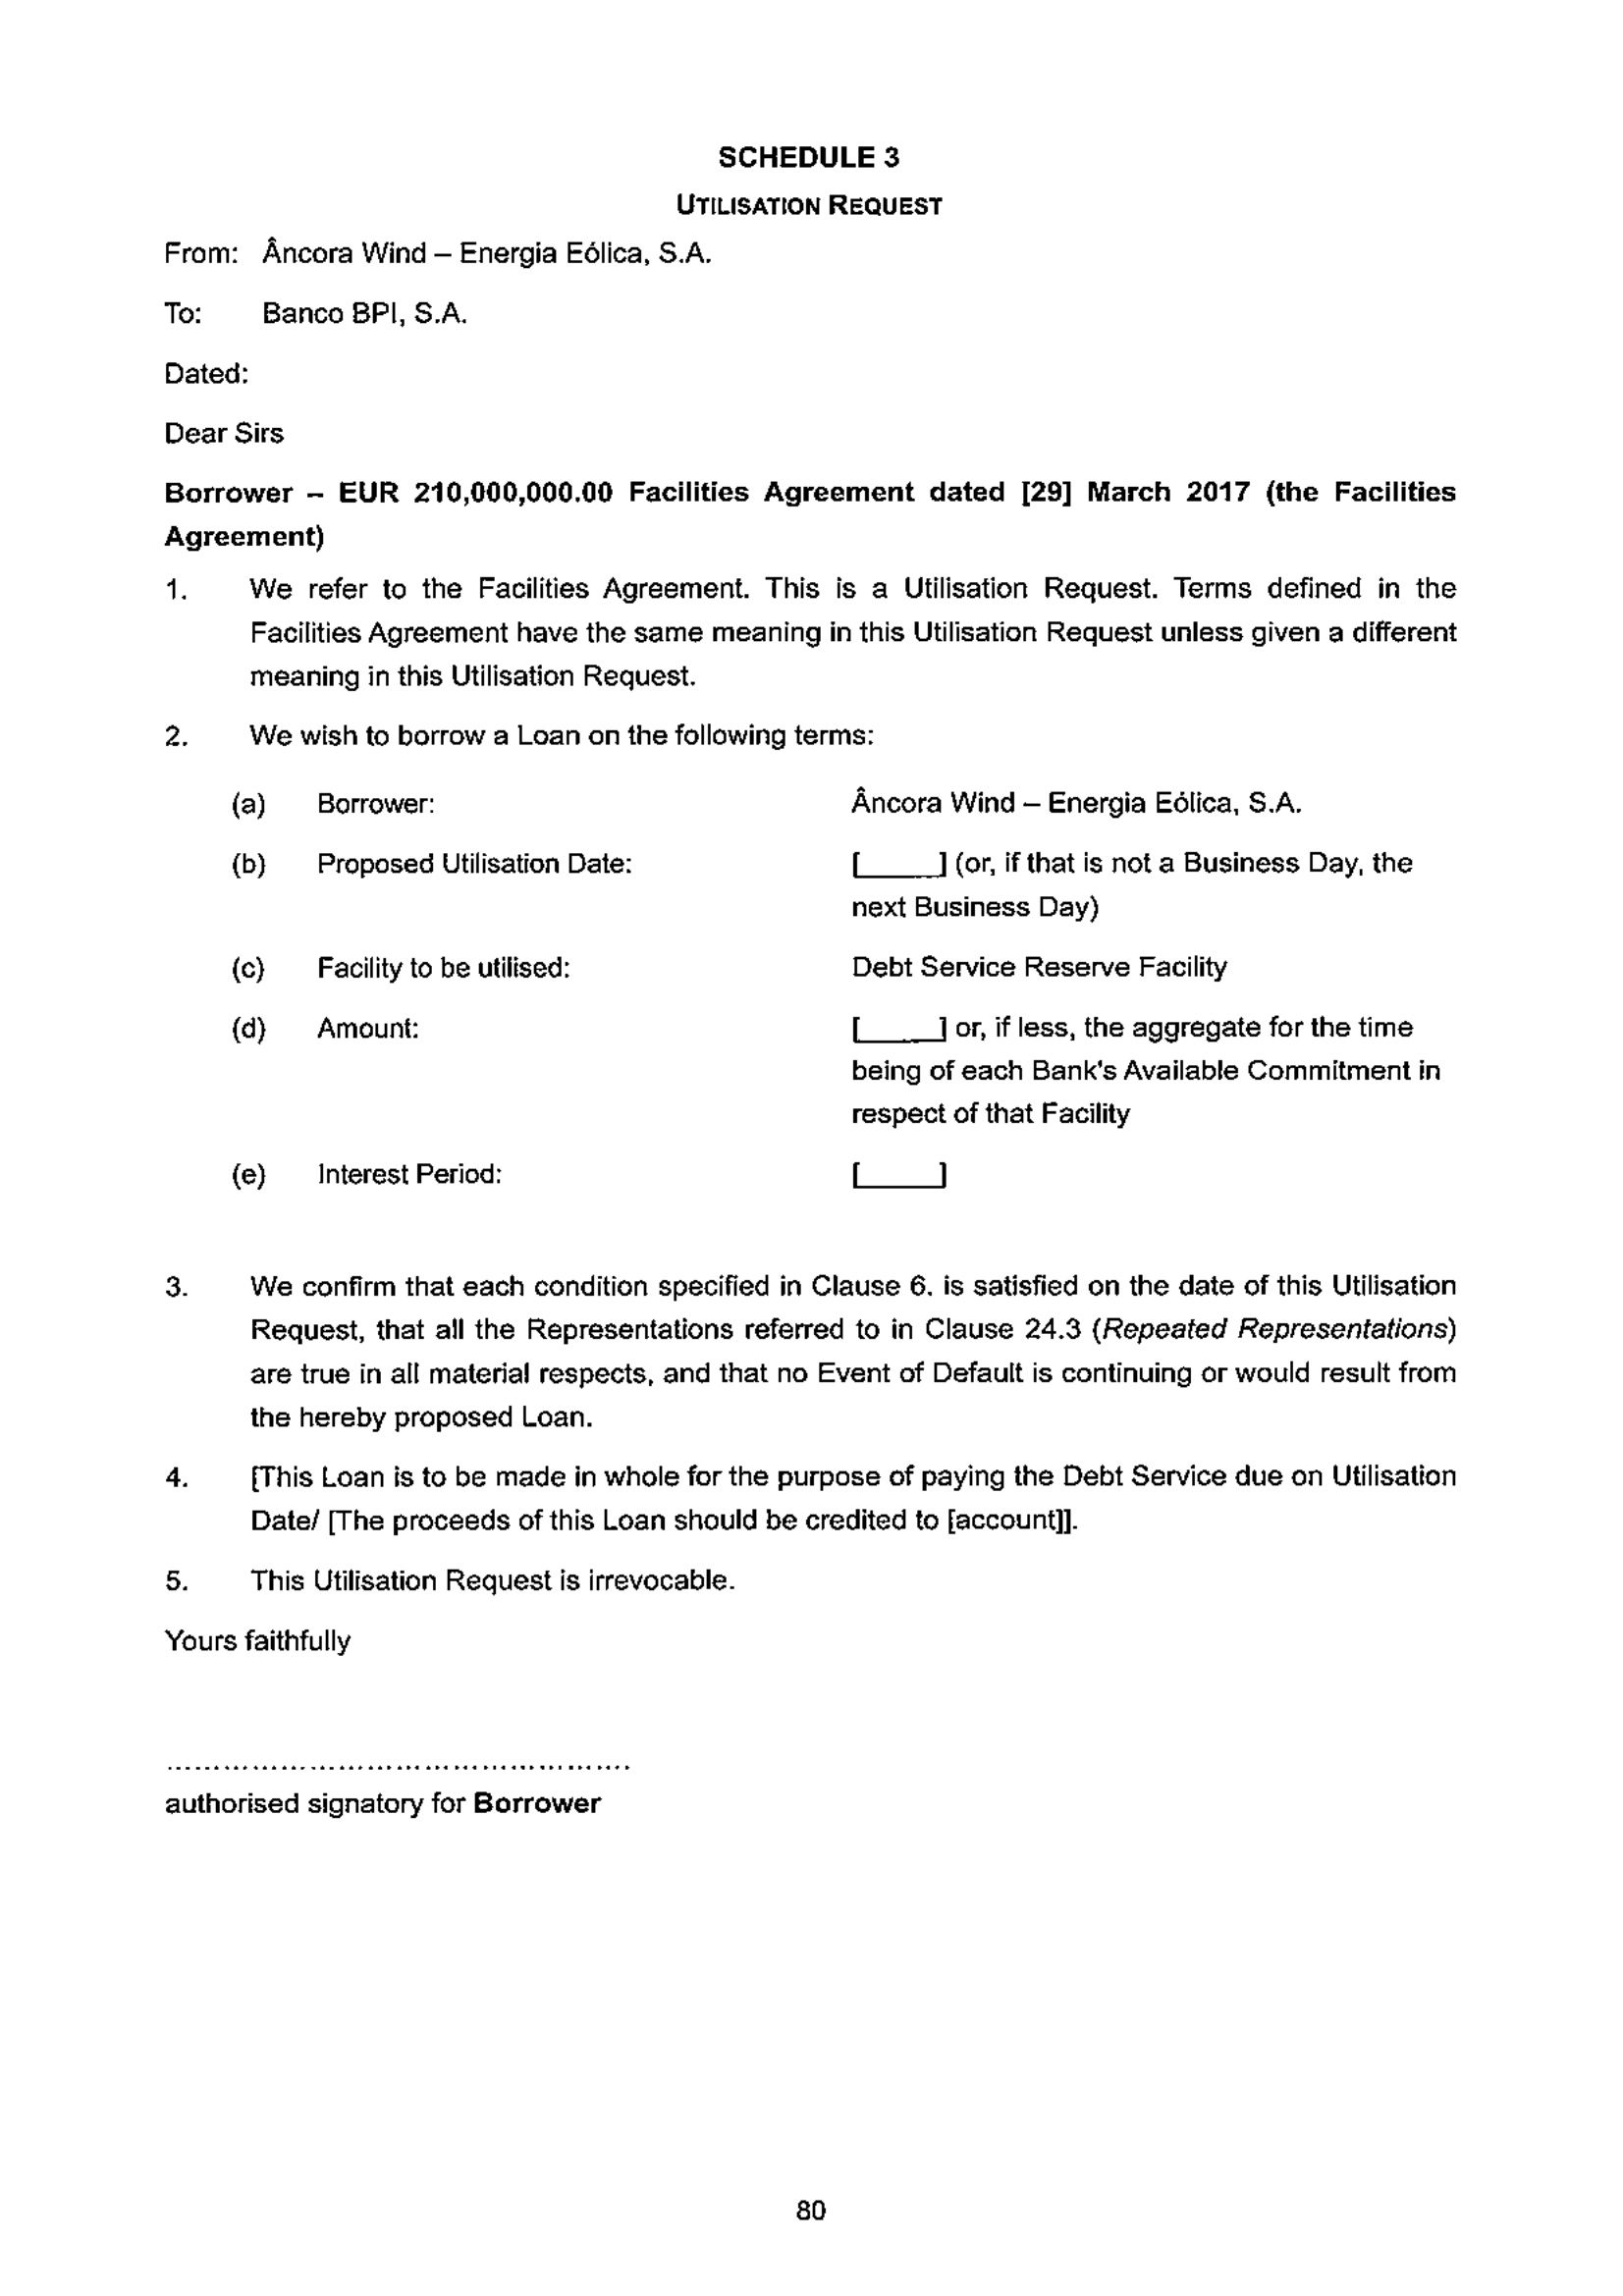 SCHEDULE 3
UTILISATION REQUEST
From: Âncora Wind – Energia Eólica, S.A.
To: Banco BPI, S.A.
Dated:
Dear Sirs
Borrower – EUR 210,000,000.00 Facilities Agreement dated [29] March 2017 (the Facilities
Agreement)
1. We refer to the Facilities Agreement. This is a Utilisation Request. Terms defined in the
Facilities Agreement have the same meaning in this Utilisation Request unless given a different
meaning in this Utilisation Request.
2. We wish to borrow a Loan on the following terms:
(a) Borrower: Âncora Wind – Energia Eólica, S.A.
(b) Proposed Utilisation Date: [_____] (or, if that is not a Business Day, the
next Business Day)
(c) Facility to be utilised: Debt Service Reserve Facility
(d) Amount: [_____] or, if less, the aggregate for the time
being of each Bank's Available Commitment in
respect of that Facility
(e) Interest Period: [_____]
3. We confirm that each condition specified in Clause 6. is satisfied on the date of this Utilisation
Request, that all the Representations referred to in Clause 24.3 (Repeated Representations)
are true in all material respects, and that no Event of Default is continuing or would result from
the hereby proposed Loan.
4. [This Loan is to be made in whole for the purpose of paying the Debt Service due on Utilisation
Date/ [The proceeds of this Loan should be credited to [account]].
5. This Utilisation Request is irrevocable.
Yours faithfully
................................................
authorised signatory for Borrower
80